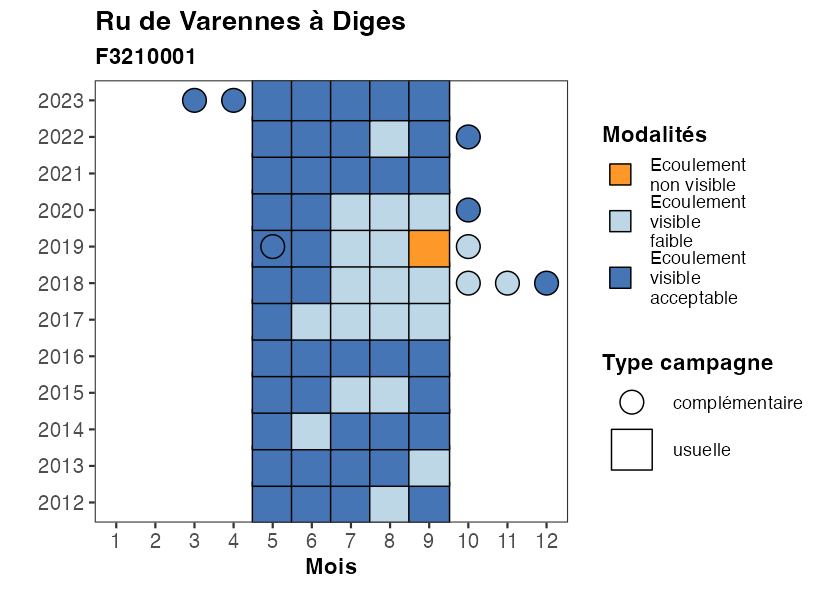 Ru de Varennes à Diges
F3210001
2023
2022
2021
2020
2019
2018
2017
2016
2015
2014
2013
2012
1 2 3 4 5 6 7 8 9 10 11 12
Mois
Modalités
Ecoulement
non visible
Ecoulement
visible
faible
Ecoulement
visible
acceptable
Type campagne
complémentaire
usuelle